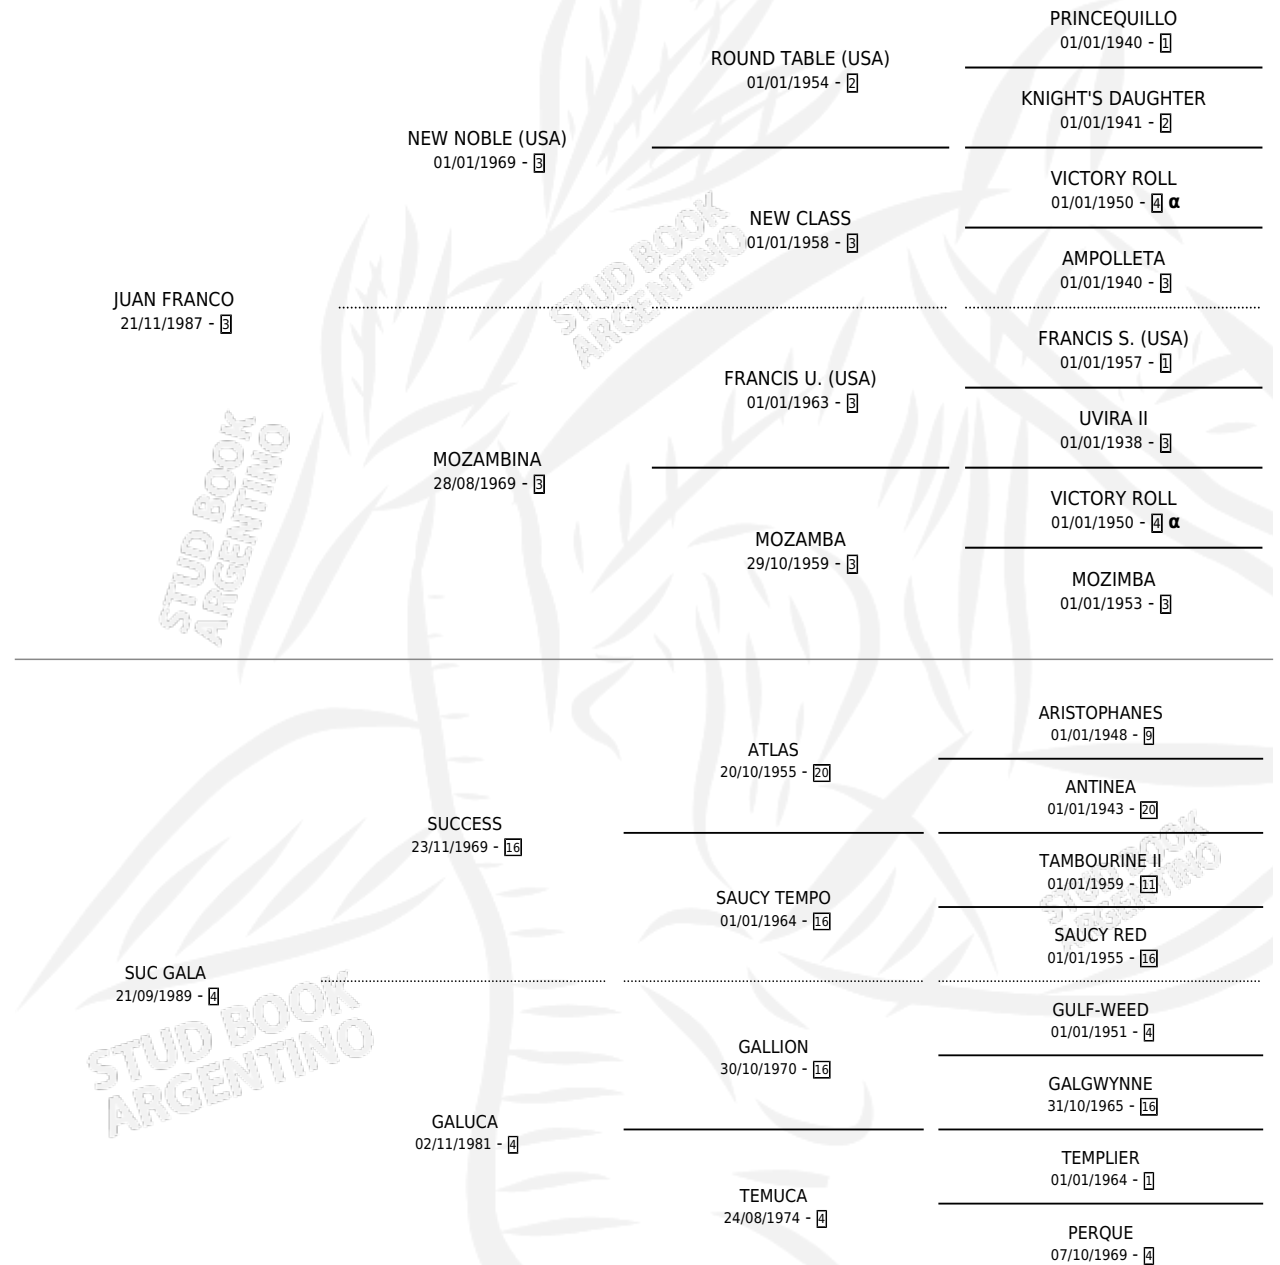 PRINCEQUILLO
01/01/1940 - 1
ROUND TABLE (USA)
01/01/1954 - 2
KNIGHT'S DAUGHTER
01/01/1941 - 2
NEW NOBLE (USA)
01/01/1969 - 3
VICTORY ROLL
01/01/1950 - 4 α
NEW CLASS
01/01/1958 - 3
AMPOLLETA
01/01/1940 - 3
JUAN FRANCO
21/11/1987 - 3
FRANCIS S. (USA)
01/01/1957 - 1
FRANCIS U. (USA)
01/01/1963 - 3
UVIRA II
01/01/1938 - 3
MOZAMBINA
28/08/1969 - 3
VICTORY ROLL
01/01/1950 - 4 α
MOZAMBA
29/10/1959 - 3
MOZIMBA
01/01/1953 - 3
ARISTOPHANES
01/01/1948 - 9
ATLAS
20/10/1955 - 20
ANTINEA
01/01/1943 - 20
SUCCESS
23/11/1969 - 16
TAMBOURINE II
01/01/1959 - 11
SAUCY TEMPO
01/01/1964 - 16
SAUCY RED
01/01/1955 - 16
SUC GALA
21/09/1989 - 4
GULF-WEED
01/01/1951 - 4
GALLION
30/10/1970 - 16
GALGWYNNE
31/10/1965 - 16
GALUCA
02/11/1981 - 4
TEMPLIER
01/01/1964 - 1
TEMUCA
24/08/1974 - 4
PERQUE
07/10/1969 - 4
STUD BOOK
ARGENTINO
STUD BOOK
ARGENTINO
STUD BOOK
ARGENTINO
STUD BOOK
ARGENTINO